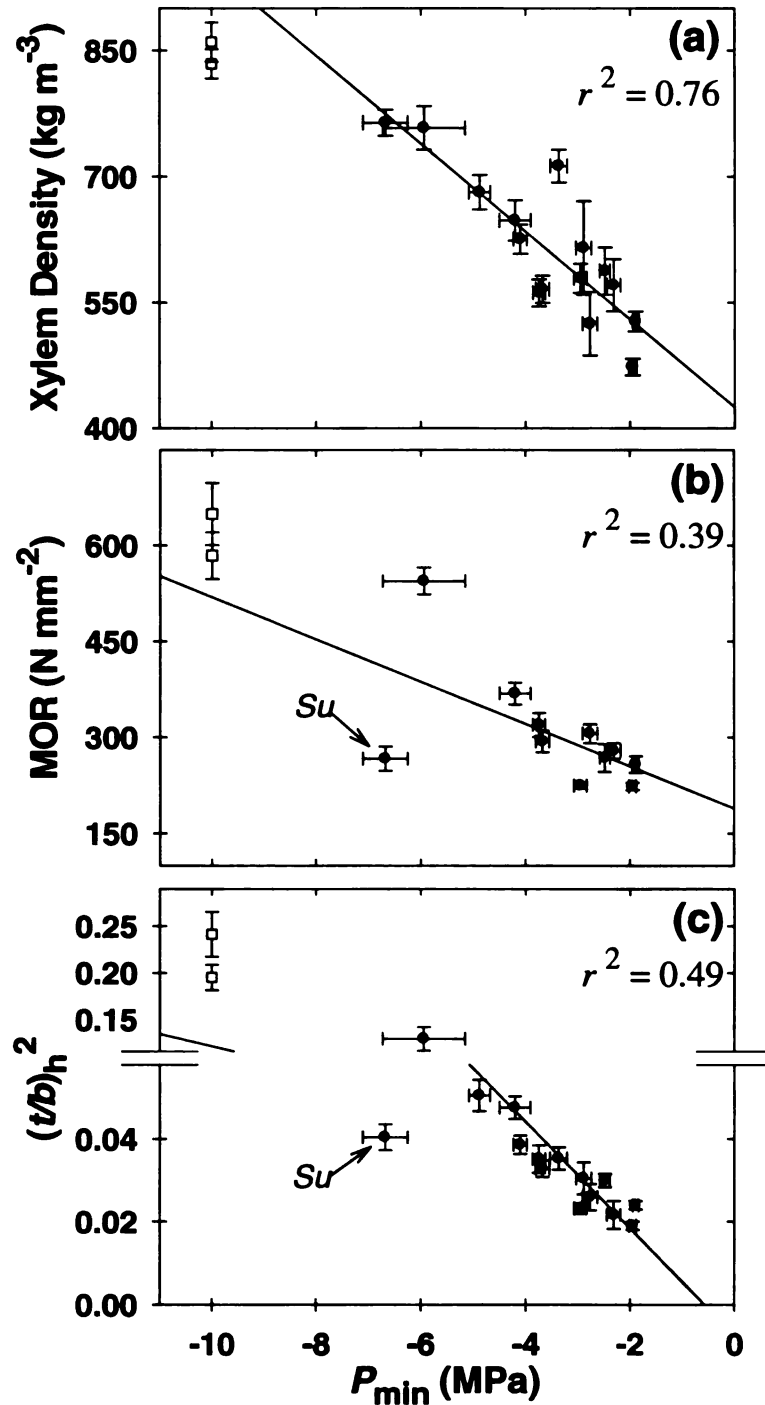 (a)
r² = 0.76
Xylem Density (kg m⁻³)
850
700
550
400
(b)
r² = 0.39
MOR (N mm⁻²)
600
450
300
150
Su
(c)
r² = 0.49
(t/b)ₕ²
0.25
0.20
0.15
0.04
0.02
0.00
Su
-10 -8 -6 -4 -2 0
Pmin (MPa)